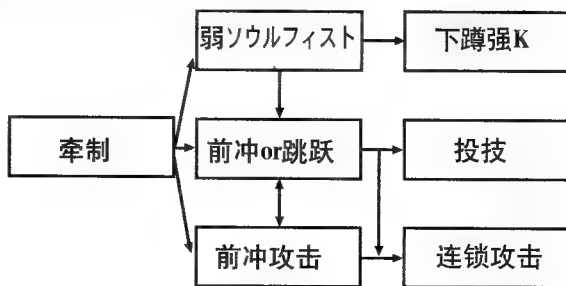 弱ソウルフィスト
下蹲强K
牵制
前冲or跳跃
投技
前冲攻击
连锁攻击